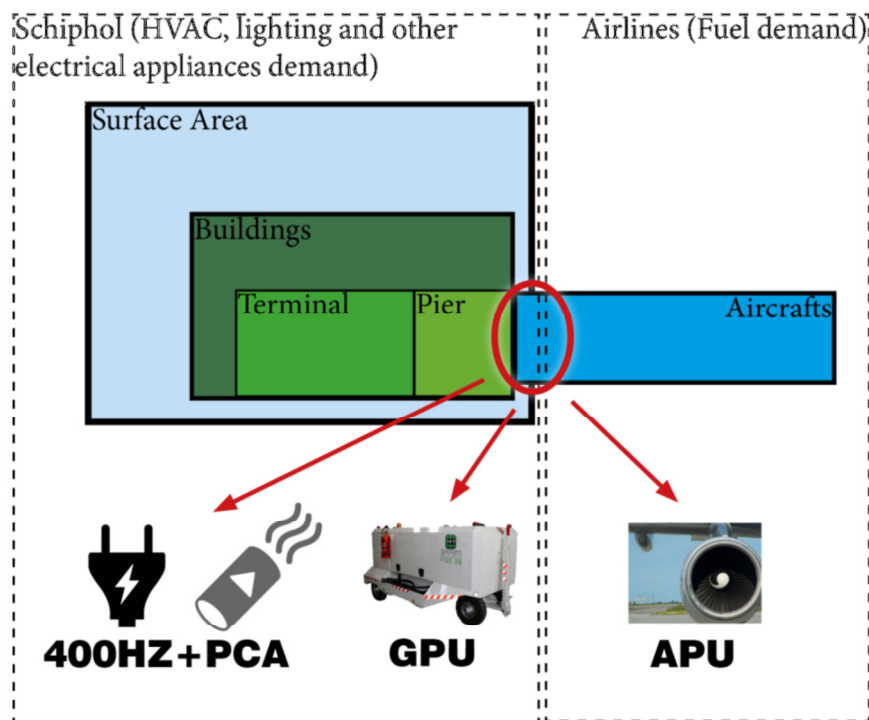 Schiphol (HVAC, lighting and other
electrical appliances demand)
Airlines (Fuel demand)
Surface Area
Buildings
Terminal
Pier
Aircrafts
400HZ+PCA
GPU
APU